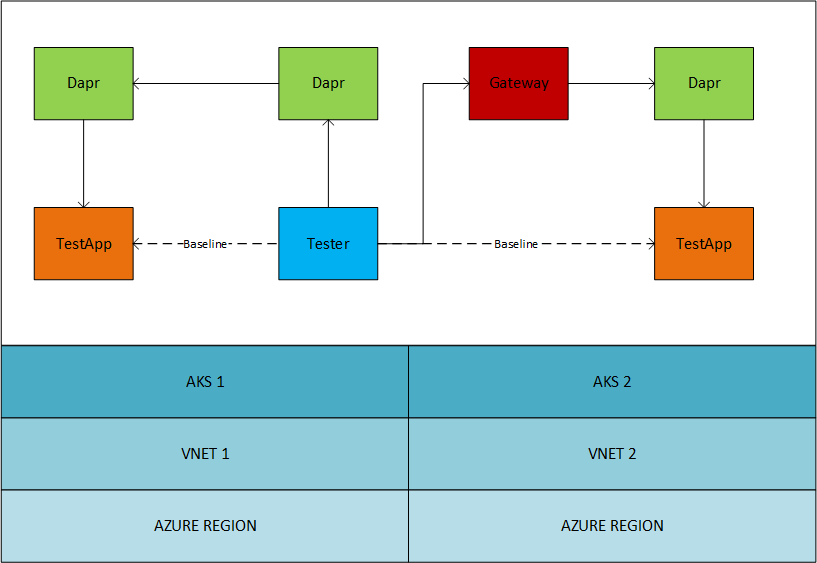 Dapr
Dapr
Gateway
Dapr
TestApp
Baseline
Tester
Baseline
TestApp
AKS 1
AKS 2
VNET 1
VNET 2
AZURE REGION
AZURE REGION